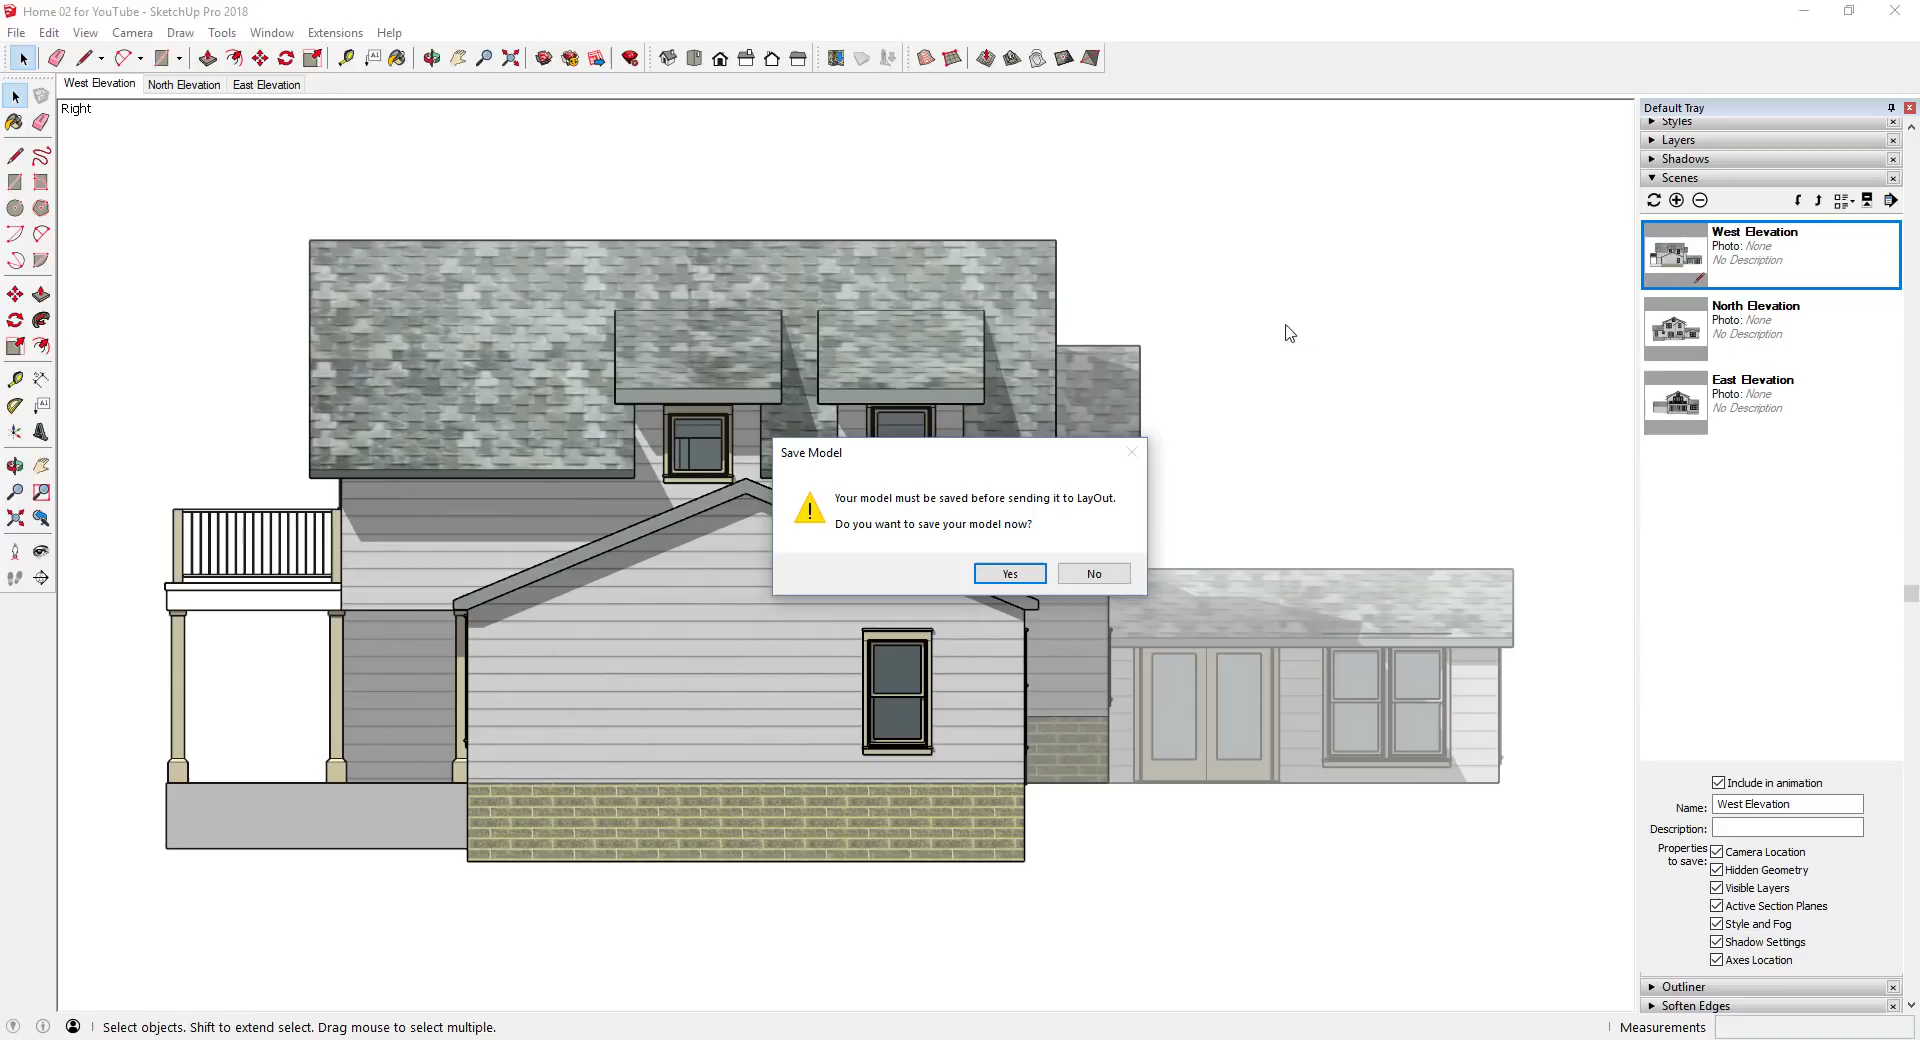 Home 02 for YouTube - SketchUp Pro 2018
File Edit View Camera Draw Tools Window Extensions Help
West Elevation North Elevation East Elevation
Right
Default Tray
Styles
Layers
Shadows
Scenes
West Elevation
Photo: None
No Description
North Elevation
Photo: None
No Description
East Elevation
Photo: None
No Description
Save Model
Your model must be saved before sending it to LayOut.
Do you want to save your model now?
Yes No
Include in animation
Name: West Elevation
Description:
Properties to save:
Camera Location
Hidden Geometry
Visible Layers
Active Section Planes
Style and Fog
Shadow Settings
Axes Location
Outliner
Soften Edges
Select objects. Shift to extend select. Drag mouse to select multiple.
Measurements